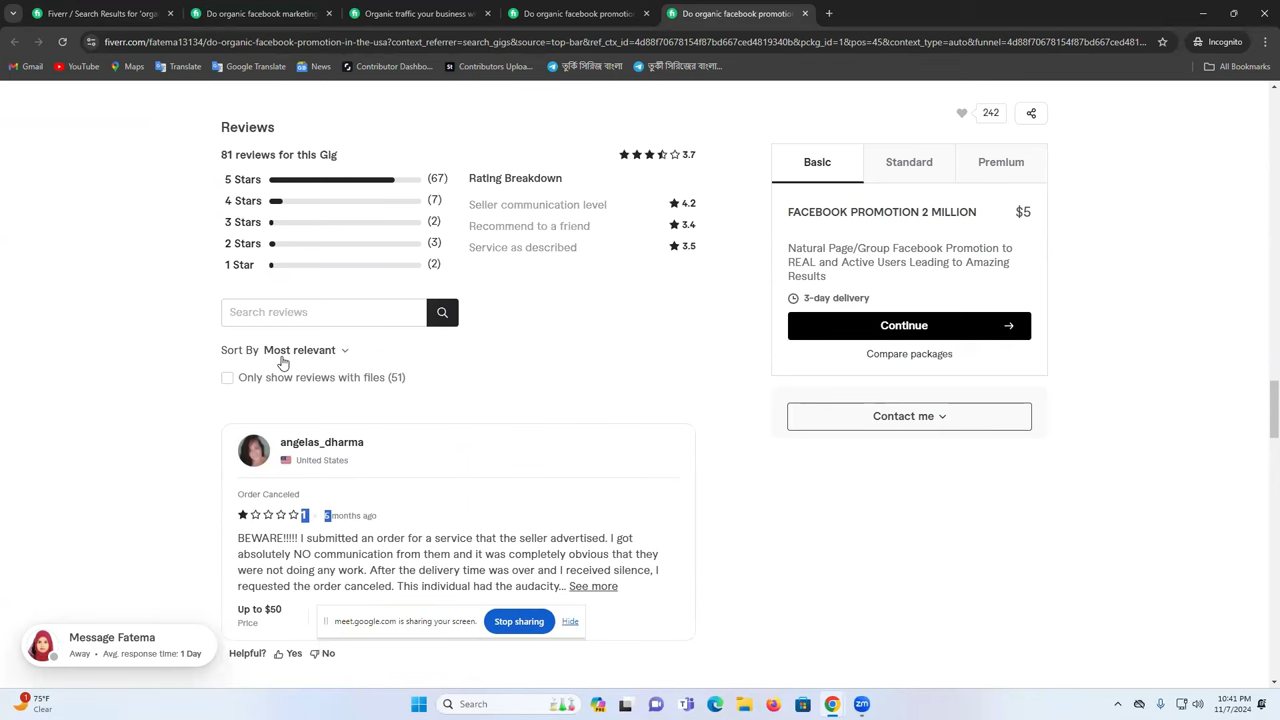 Fiverr / Search Results for 'orga
Do organic facebook marketing
Organic traffic your business w
Do organic facebook promotion
Do organic facebook promotion
fiverr.com/fatema13134/do-organic-facebook-promotion-in-the-usa?context_referrer=search_gigs&source=top-bar&ref_ctx_id=4d88f70678154f87bd67cec4d4819340b&pckg_id=1&pos=45&context_type=auto&funnel=4d88f70678154f87bd67cec4d...
Incognito
Gmail
YouTube
Maps
Translate
Google Translate
News
Contributor Dashbo...
Contributors Dashbo...
তুর্কি সিরিজ বাংলা...
তুর্কী সিরিজের বাংলা...
All Bookmarks
242
Reviews
81 reviews for this Gig
3.7
5 Stars (67)
4 Stars (7)
3 Stars (2)
2 Stars (3)
1 Star (2)
Rating Breakdown
Seller communication level 4.2
Recommend to a friend 3.4
Service as described 3.5
Search reviews
Sort By Most relevant
Only show reviews with files (51)
angelas_dharma
United States
Order Canceled
1 · 6 months ago
BEWARE!!!!! I submitted an order for a service that the seller advertised. I got
absolutely NO communication from them and it was completely obvious that they
were not doing any work. After the delivery time was over and I received silence, I
requested the order canceled. This individual had the audacity... See more
Up to $50
Price
meet.google.com is sharing your screen.
Stop sharing
Hide
Helpful? Yes No
Basic
Standard
Premium
FACEBOOK PROMOTION 2 MILLION $5
Natural Page/Group Facebook Promotion to
REAL and Active Users Leading to Amazing
Results
3-day delivery
Continue
Compare packages
Contact me
Message Fatema
Away • Avg. response time: 1 Day
1
75°F
Clear
Search
10:41 PM
11/7/2024